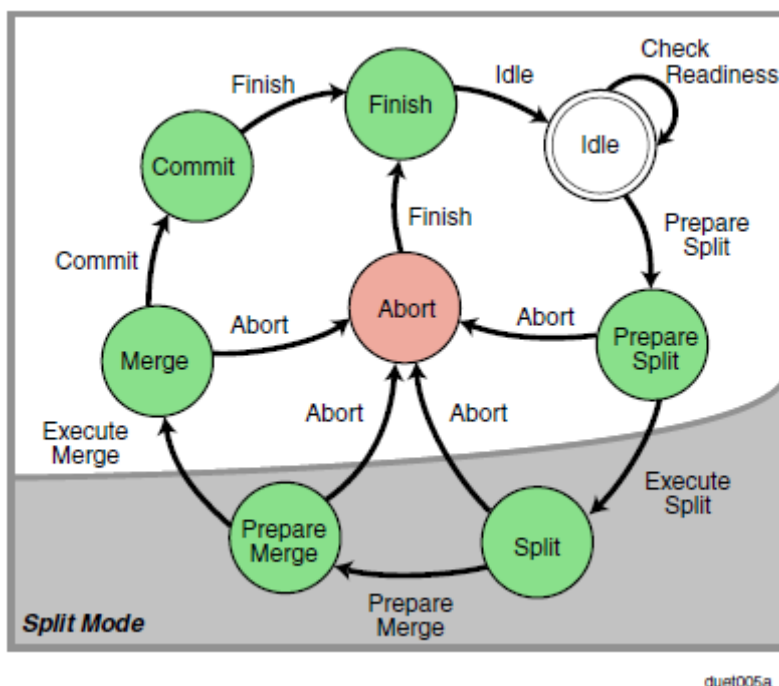 Check
Readiness
Finish
Finish
Idle
Idle
Commit
Prepare
Split
Finish
Commit
Abort
Abort
Abort
Merge
Prepare
Split
Abort
Abort
Execute
Merge
Execute
Split
Prepare
Merge
Split
Prepare
Merge
Split Mode
duet005a